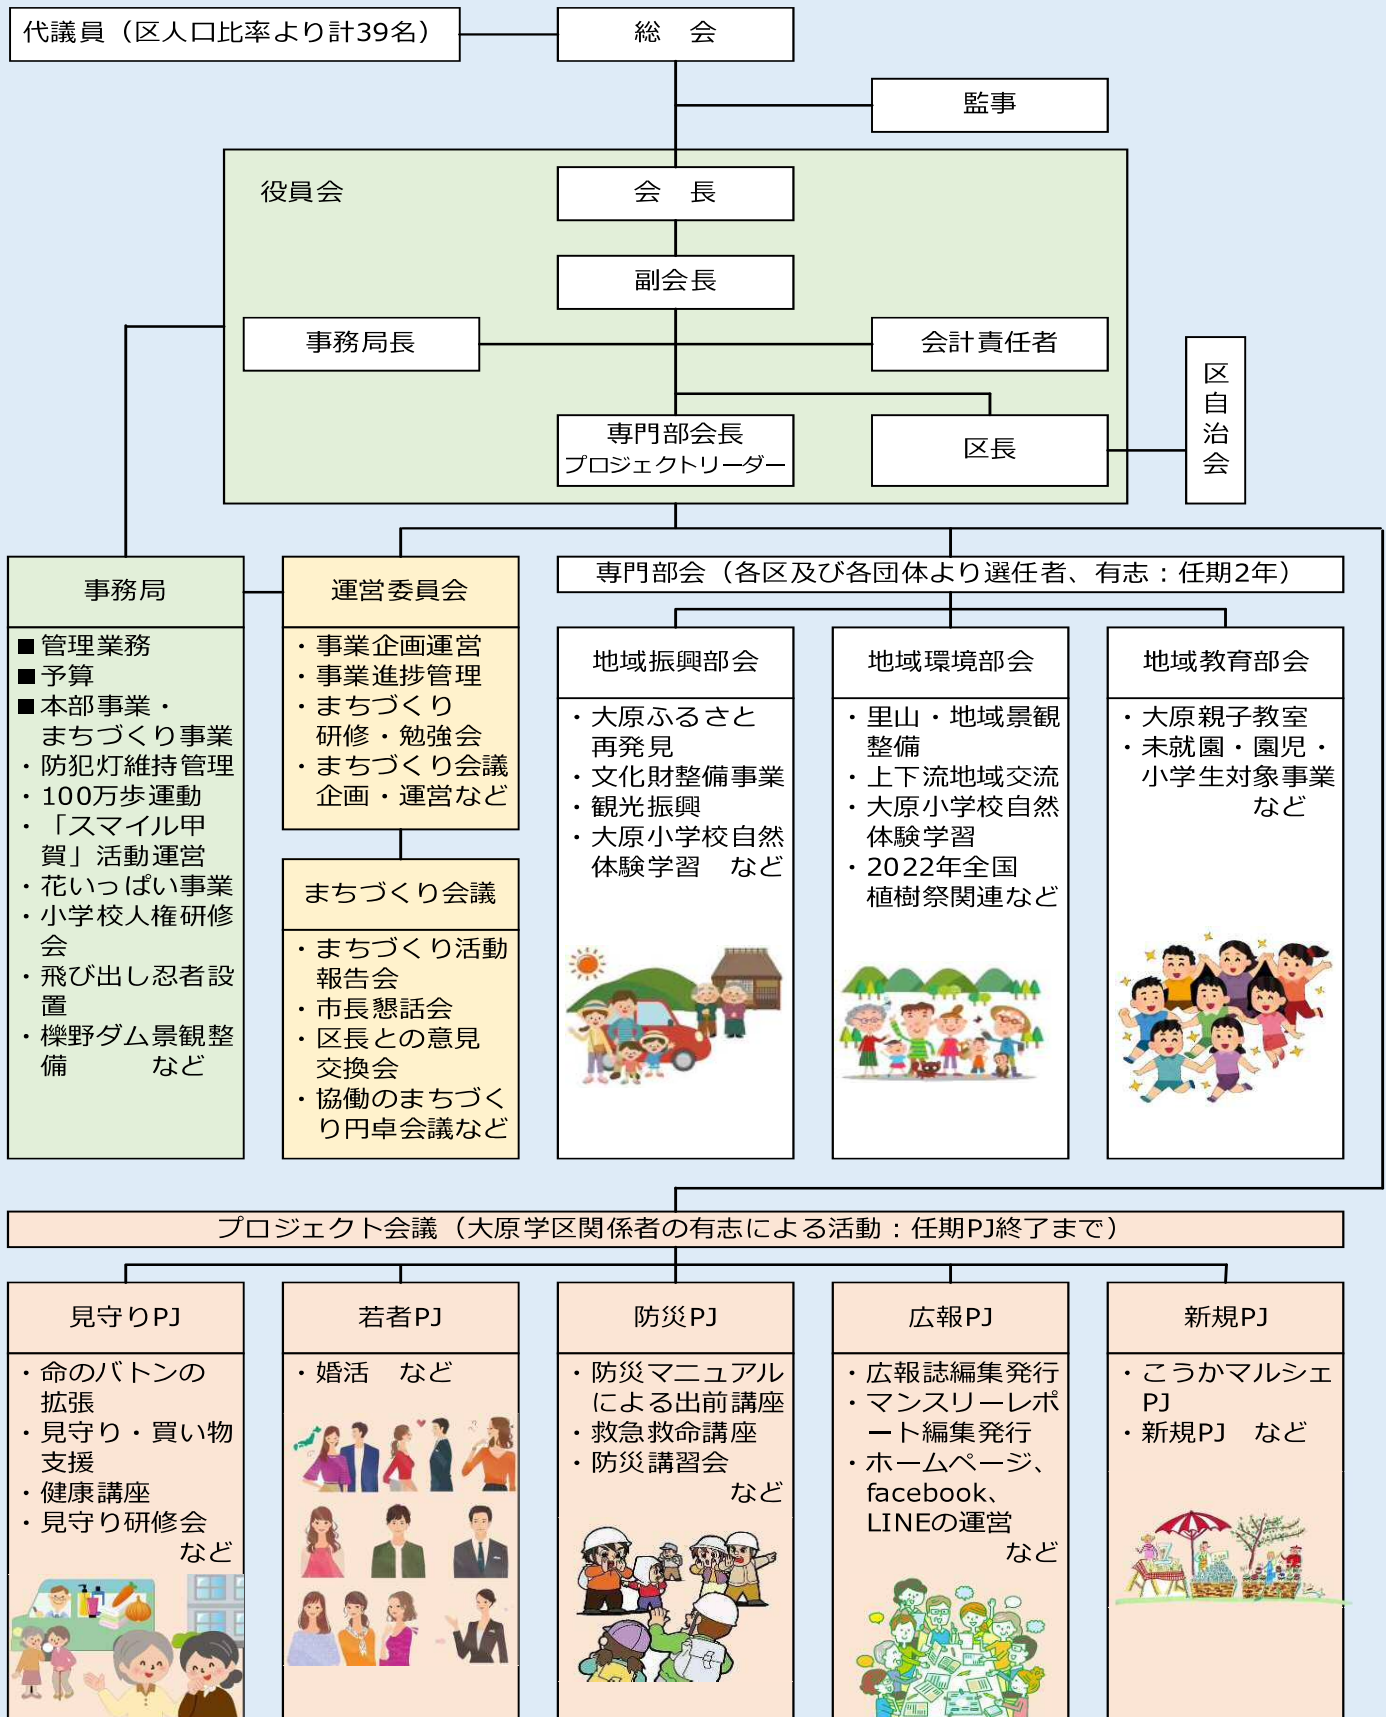 代議員（区人口比率より計39名）
総　会
監事
役員会
会　長
副会長
事務局長
会計責任者
専門部会長
プロジェクトリーダー
区長
区自治会
事務局
■管理業務
■予算
■本部事業・
まちづくり事業
・防犯灯維持管理
・100万歩運動
・「スマイル甲
賀」活動運営
・花いっぱい事業
・小学校人権研修
会
・飛び出し忍者設
置
・櫟野ダム景観整
備　　　など
運営委員会
・事業企画運営
・事業進捗管理
・まちづくり
研修・勉強会
・まちづくり会議
企画・運営など
まちづくり会議
・まちづくり活動
報告会
・市長懇話会
・区長との意見
交換会
・協働のまちづく
り円卓会議など
専門部会（各区及び各団体より選任者、有志：任期2年）
地域振興部会
・大原ふるさと
再発見
・文化財整備事業
・観光振興
・大原小学校自然
体験学習　など
地域環境部会
・里山・地域景観
整備
・上下流地域交流
・大原小学校自然
体験学習
・2022年全国
植樹祭関連など
地域教育部会
・大原親子教室
・未就園・園児・
小学生対象事業
など
プロジェクト会議（大原学区関係者の有志による活動：任期PJ終了まで）
見守りPJ
・命のバトンの
拡張
・見守り・買い物
支援
・健康講座
・見守り研修会
など
若者PJ
・婚活　など
防災PJ
・防災マニュアル
による出前講座
・救急救命講座
・防災講習会
など
広報PJ
・広報誌編集発行
・マンスリーレポ
ート編集発行
・ホームページ、
facebook、
LINEの運営
など
新規PJ
・こうかマルシェ
PJ
・新規PJ　など